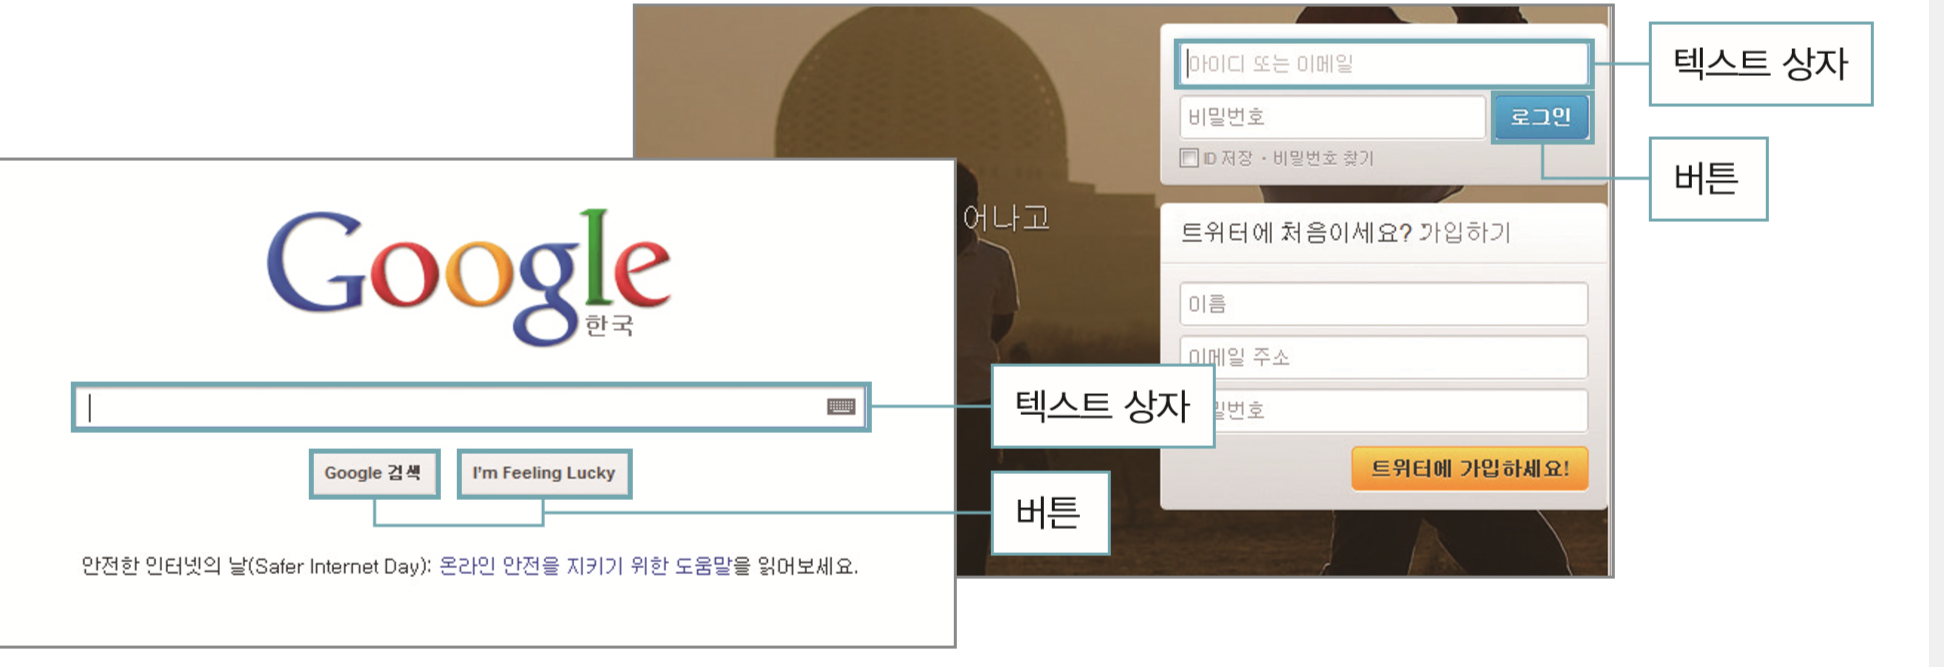 아이디 또는 이메일
텍스트 상자
비밀번호
로그인
ID 저장 · 비밀번호 찾기
버튼
어나고
트위터에 처음이세요? 가입하기
이름
이메일 주소
밀번호
트위터에 가입하세요!
Google
한국
텍스트 상자
Google 검색
I'm Feeling Lucky
버튼
안전한 인터넷의 날(Safer Internet Day): 온라인 안전을 지키기 위한 도움말을 읽어보세요.